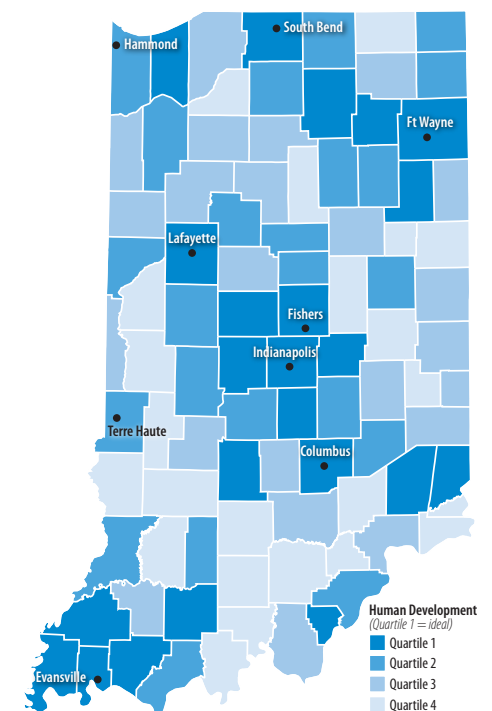 South Bend
Hammond
Ft Wayne
Lafayette
Fishers
Indianapolis
Terre Haute
Columbus
Evansville
Human Development
(Quartile 1 = ideal)
Quartile 1
Quartile 2
Quartile 3
Quartile 4